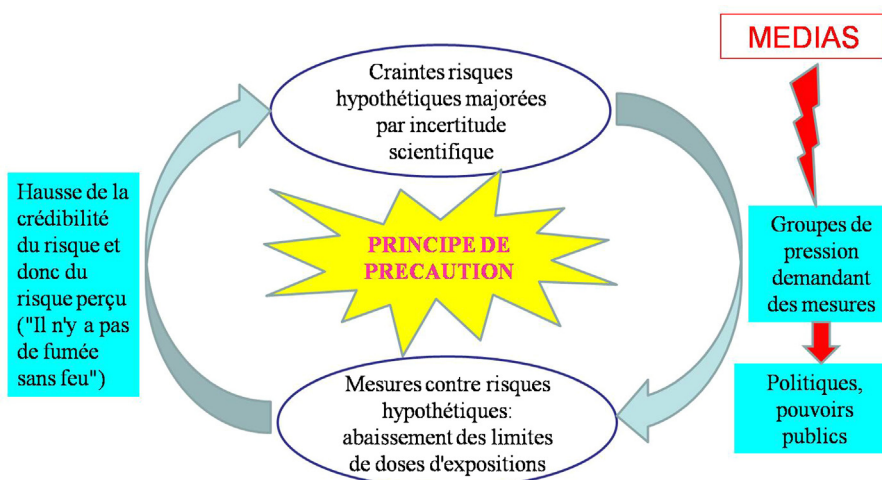 MEDIAS
Craintes risques
hypothétiques majorées
par incertitude
scientifique
Hausse de la
crédibilité
du risque et
donc du
risque perçu
("Il n'y a pas
de fumée
sans feu")
PRINCIPE DE
PRECAUTION
Groupes de
pression
demandant
des mesures
Mesures contre risques
hypothétiques:
abaissement des limites
de doses d'expositions
Politiques,
pouvoirs
publics